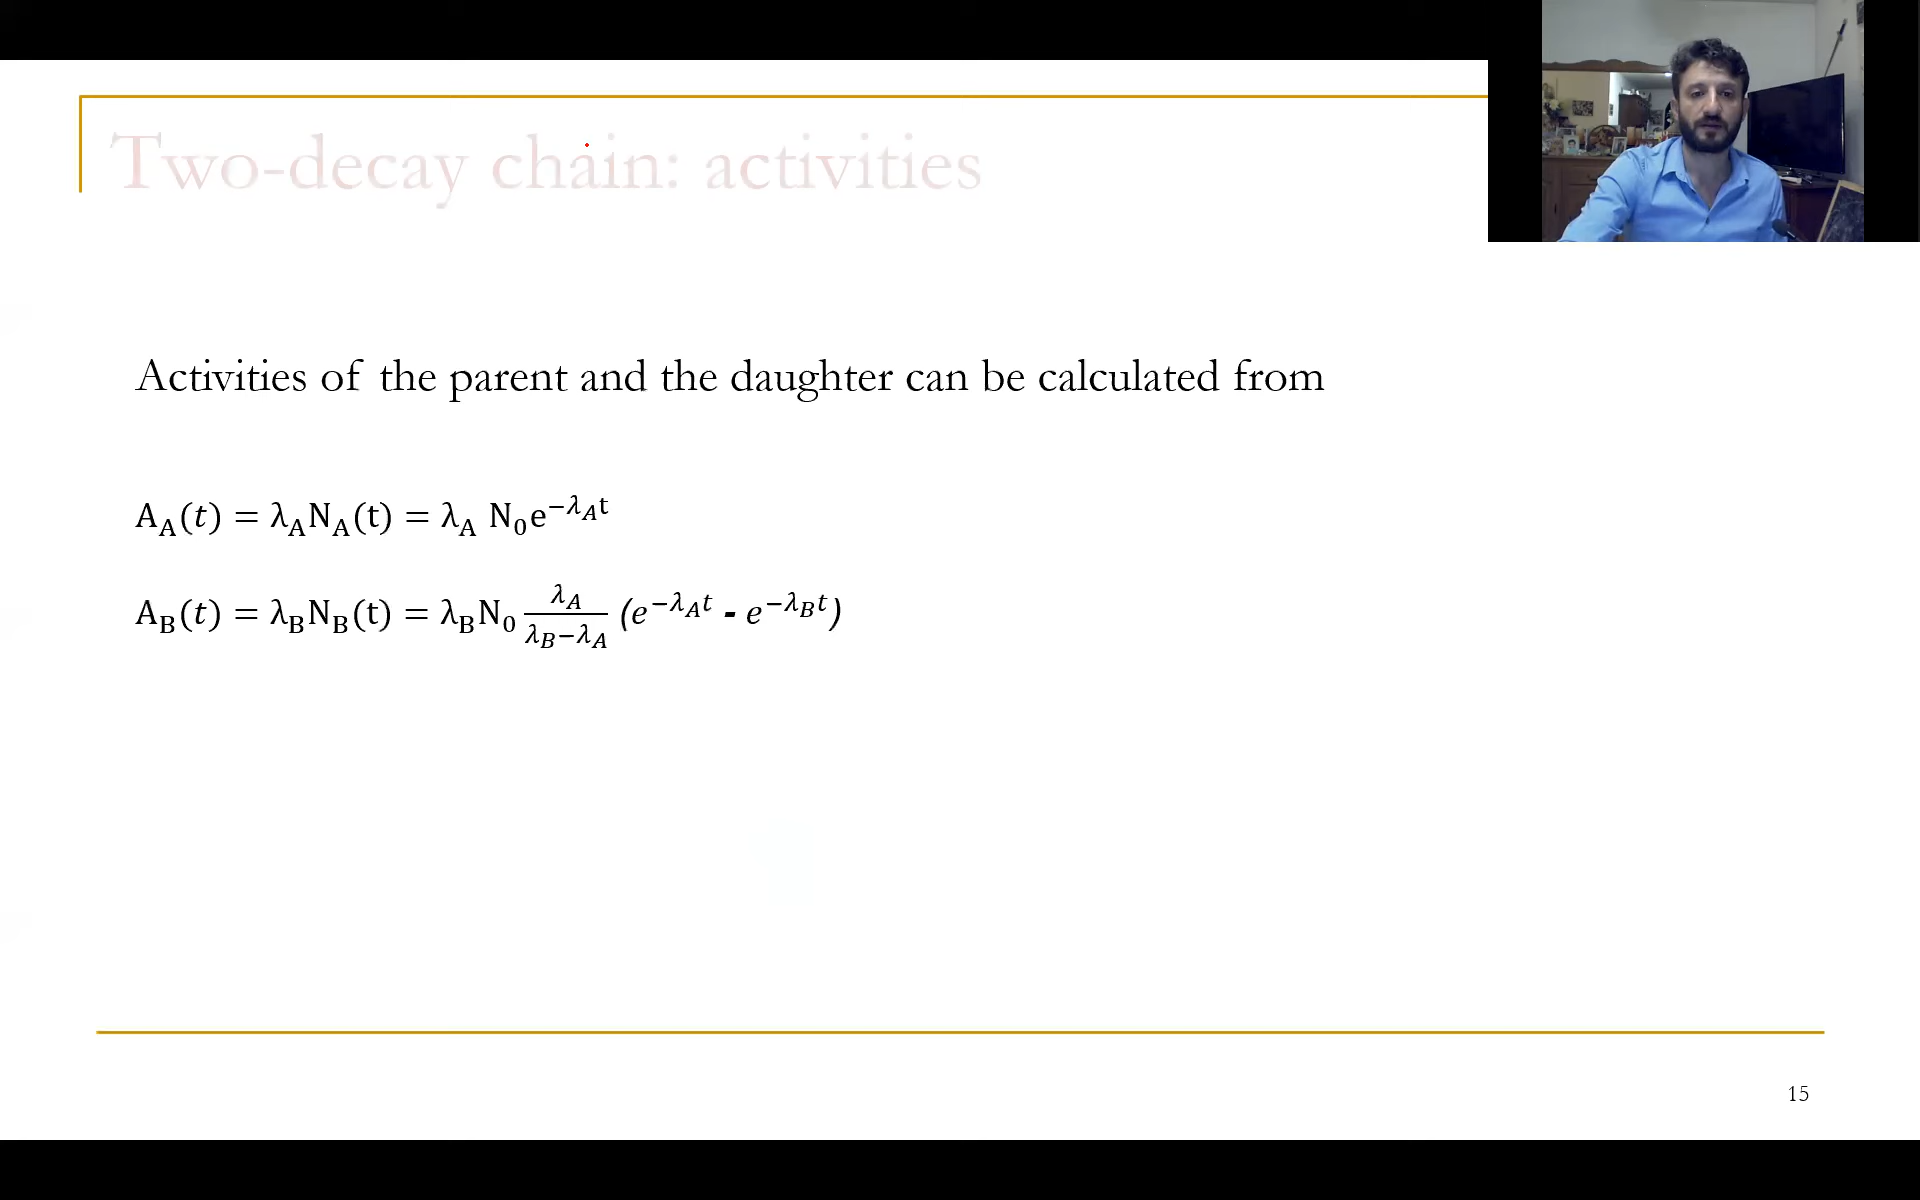 Two-decay chain: activities
Activities of the parent and the daughter can be calculated from
A_A(t) = λ_A N_A(t) = λ_A N_0 e^{−λ_A t}
A_B(t) = λ_B N_B(t) = λ_B N_0 \frac{λ_A}{λ_B−λ_A} (e^{−λ_A t} - e^{−λ_B t})
15